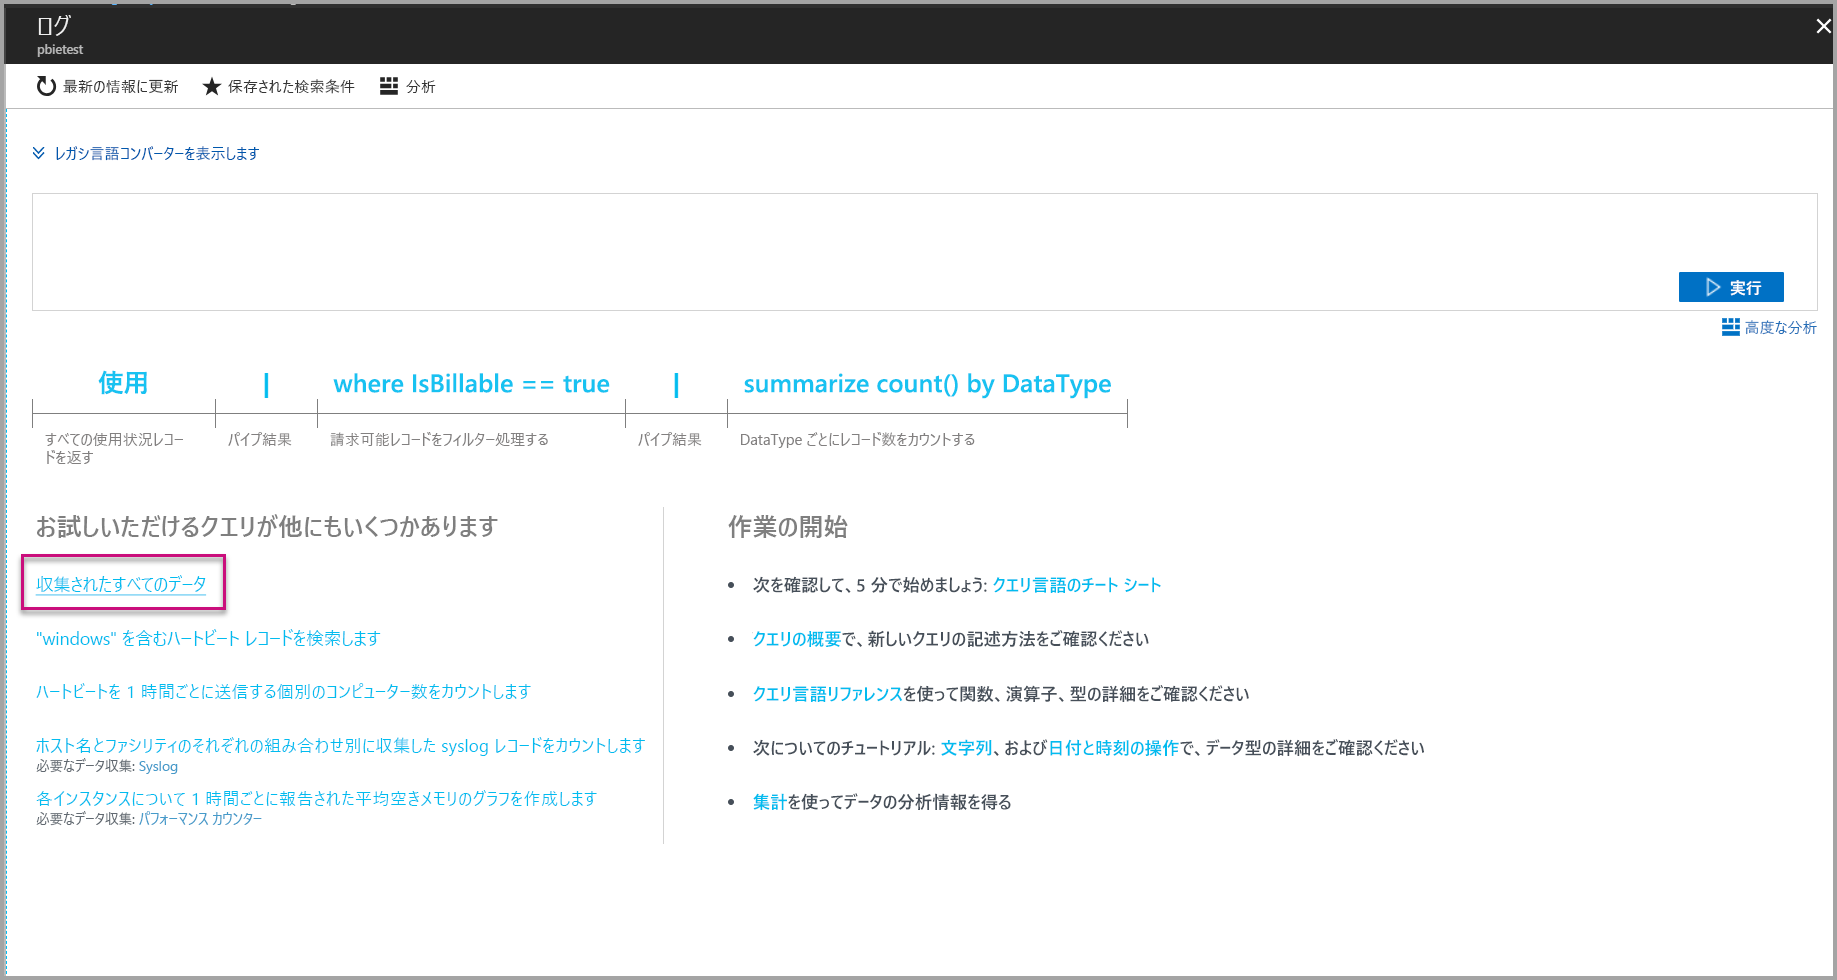 ログ
pbietest
最新の情報に更新 保存された検索条件 分析
レガシ言語コンバーターを表示します
実行
高度な分析
使用 | where IsBillable == true | summarize count() by DataType
すべての使用状況レコー
ドを返す
パイプ結果
請求可能レコードをフィルター処理する
パイプ結果
DataType ごとにレコード数をカウントする
お試しいただけるクエリが他にもいくつかあります
収集されたすべてのデータ
"windows" を含むハートビート レコードを検索します
ハートビートを 1 時間ごとに送信する個別のコンピューター数をカウントします
ホスト名とファシリティのそれぞれの組み合わせ別に収集した syslog レコードをカウントします
必要なデータ収集: Syslog
各インスタンスについて 1 時間ごとに報告された平均空きメモリのグラフを作成します
必要なデータ収集: パフォーマンス カウンター
作業の開始
• 次を確認して、5 分で始めましょう: クエリ言語のチート シート
• クエリの概要で、新しいクエリの記述方法をご確認ください
• クエリ言語リファレンスを使って関数、演算子、型の詳細をご確認ください
• 次についてのチュートリアル: 文字列、および日付と時刻の操作で、データ型の詳細をご確認ください
• 集計を使ってデータの分析情報を得る